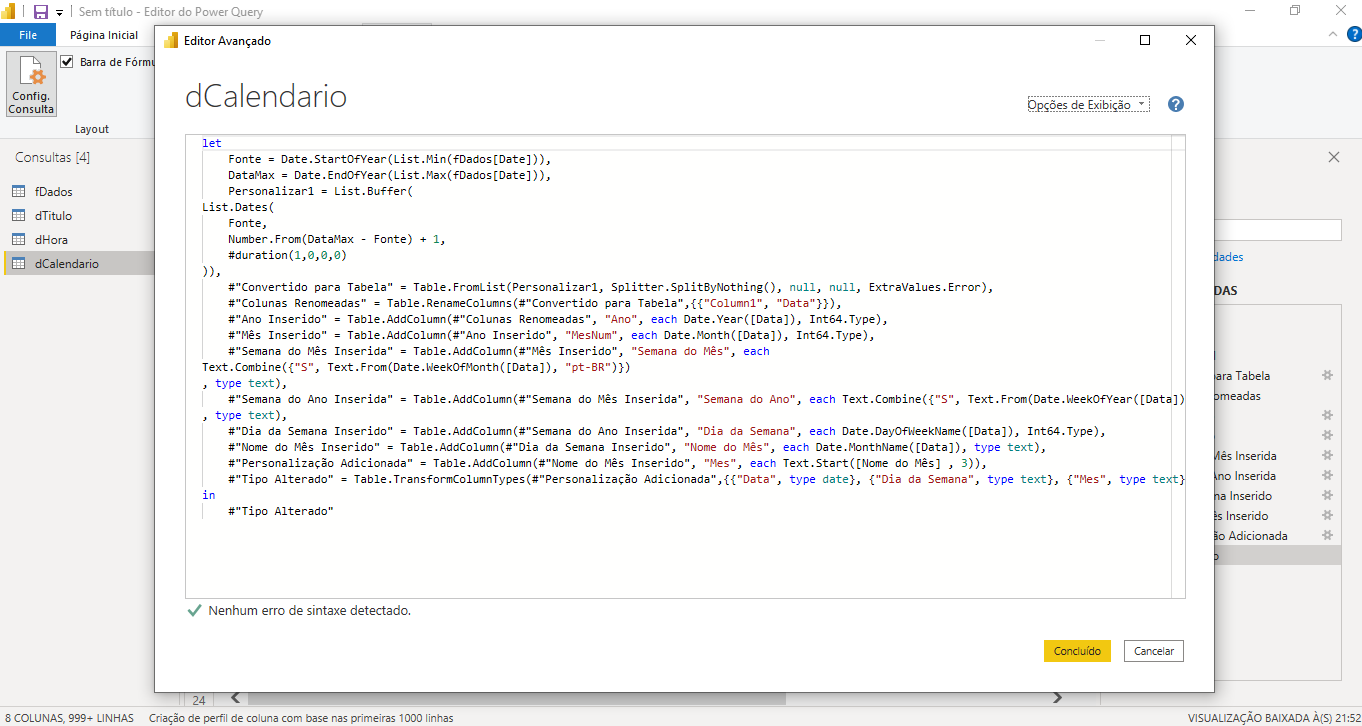 Sem título - Editor do Power Query
File
Página Inicial
Config.
Consulta
Barra de Fórmu
Layout
Consultas [4]
fDados
dTitulo
dHora
dCalendario
Editor Avançado
dCalendario
Opções de Exibição
?
let
Fonte = Date.StartOfYear(List.Min(fDados[Date])),
DataMax = Date.EndOfYear(List.Max(fDados[Date])),
Personalizar1 = List.Buffer(
List.Dates(
Fonte,
Number.From(DataMax - Fonte) + 1,
#duration(1,0,0,0)
)),
#"Convertido para Tabela" = Table.FromList(Personalizar1, Splitter.SplitByNothing(), null, null, ExtraValues.Error),
#"Colunas Renomeadas" = Table.RenameColumns(#"Convertido para Tabela",{{"Column1", "Data"}}),
#"Ano Inserido" = Table.AddColumn(#"Colunas Renomeadas", "Ano", each Date.Year([Data]), Int64.Type),
#"Mês Inserido" = Table.AddColumn(#"Ano Inserido", "MesNum", each Date.Month([Data]), Int64.Type),
#"Semana do Mês Inserida" = Table.AddColumn(#"Mês Inserido", "Semana do Mês", each
Text.Combine({"S", Text.From(Date.WeekOfMonth([Data]), "pt-BR")})
, type text),
#"Semana do Ano Inserida" = Table.AddColumn(#"Semana do Mês Inserida", "Semana do Ano", each Text.Combine({"S", Text.From(Date.WeekOfYear([Data])
, type text),
#"Dia da Semana Inserido" = Table.AddColumn(#"Semana do Ano Inserida", "Dia da Semana", each Date.DayOfWeekName([Data]), Int64.Type),
#"Nome do Mês Inserido" = Table.AddColumn(#"Dia da Semana Inserido", "Nome do Mês", each Date.MonthName([Data]), type text),
#"Personalização Adicionada" = Table.AddColumn(#"Nome do Mês Inserido", "Mes", each Text.Start([Nome do Mês] , 3)),
#"Tipo Alterado" = Table.TransformColumnTypes(#"Personalização Adicionada",{{"Data", type date}, {"Dia da Semana", type text}, {"Mes", type text}
in
#"Tipo Alterado"
Nenhum erro de sintaxe detectado.
Concluído
Cancelar
?
dades
DAS
ara Tabela
omeadas
Mês Inserida
Ano Inserida
na Inserido
ês Inserido
ão Adicionada
o
24
8 COLUNAS, 999+ LINHAS
Criação de perfil de coluna com base nas primeiras 1000 linhas
VISUALIZAÇÃO BAIXADA À(S) 21:52